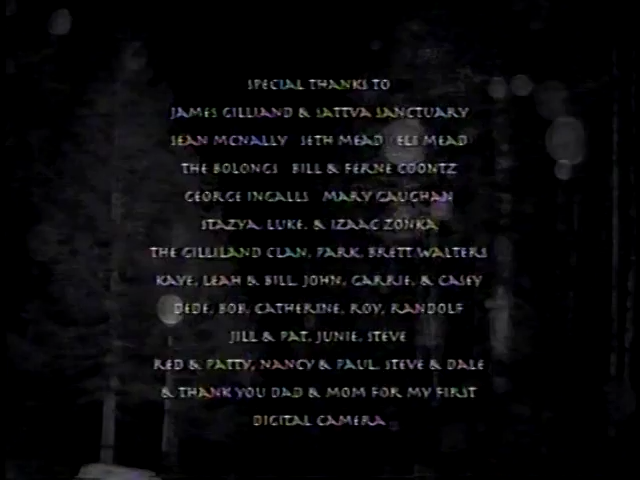 SPECIAL THANKS TO
JAMES GILLIAND & SATTVA SANCTUARY
SEAN MCNALLY SETH MEAD ELS MEAD
THE BOLONGS BILL & FERNE COONTZ
GEORGE INGALLS MARY GAUGHAN
STAZYA, LUKE, & IZAAC ZONKA
THE GILLILAND CLAN, PARK, BRETT WALTERS
KAYE, LEAH & BILL, JOHN, CARRIE, & CASEY
DEDE, BOB, CATHERINE, ROY, RANDOLF
JILL & PAT, JUNIE, STEVE
RED & PATTY, NANCY & PAUL, STEVE & DALE
& THANK YOU DAD & MOM FOR MY FIRST
DIGITAL CAMERA